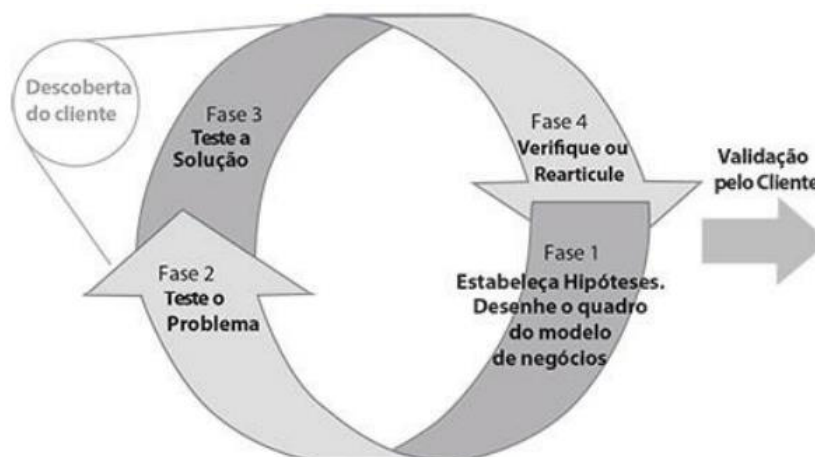 Descoberta
do cliente
Fase 3
Teste a
Solução
Fase 4
Verifique ou
Rearticule
Validação
pelo Cliente
Fase 2
Teste o
Problema
Fase 1
Estabeleça Hipóteses.
Desenhe o quadro
do modelo
de negócios